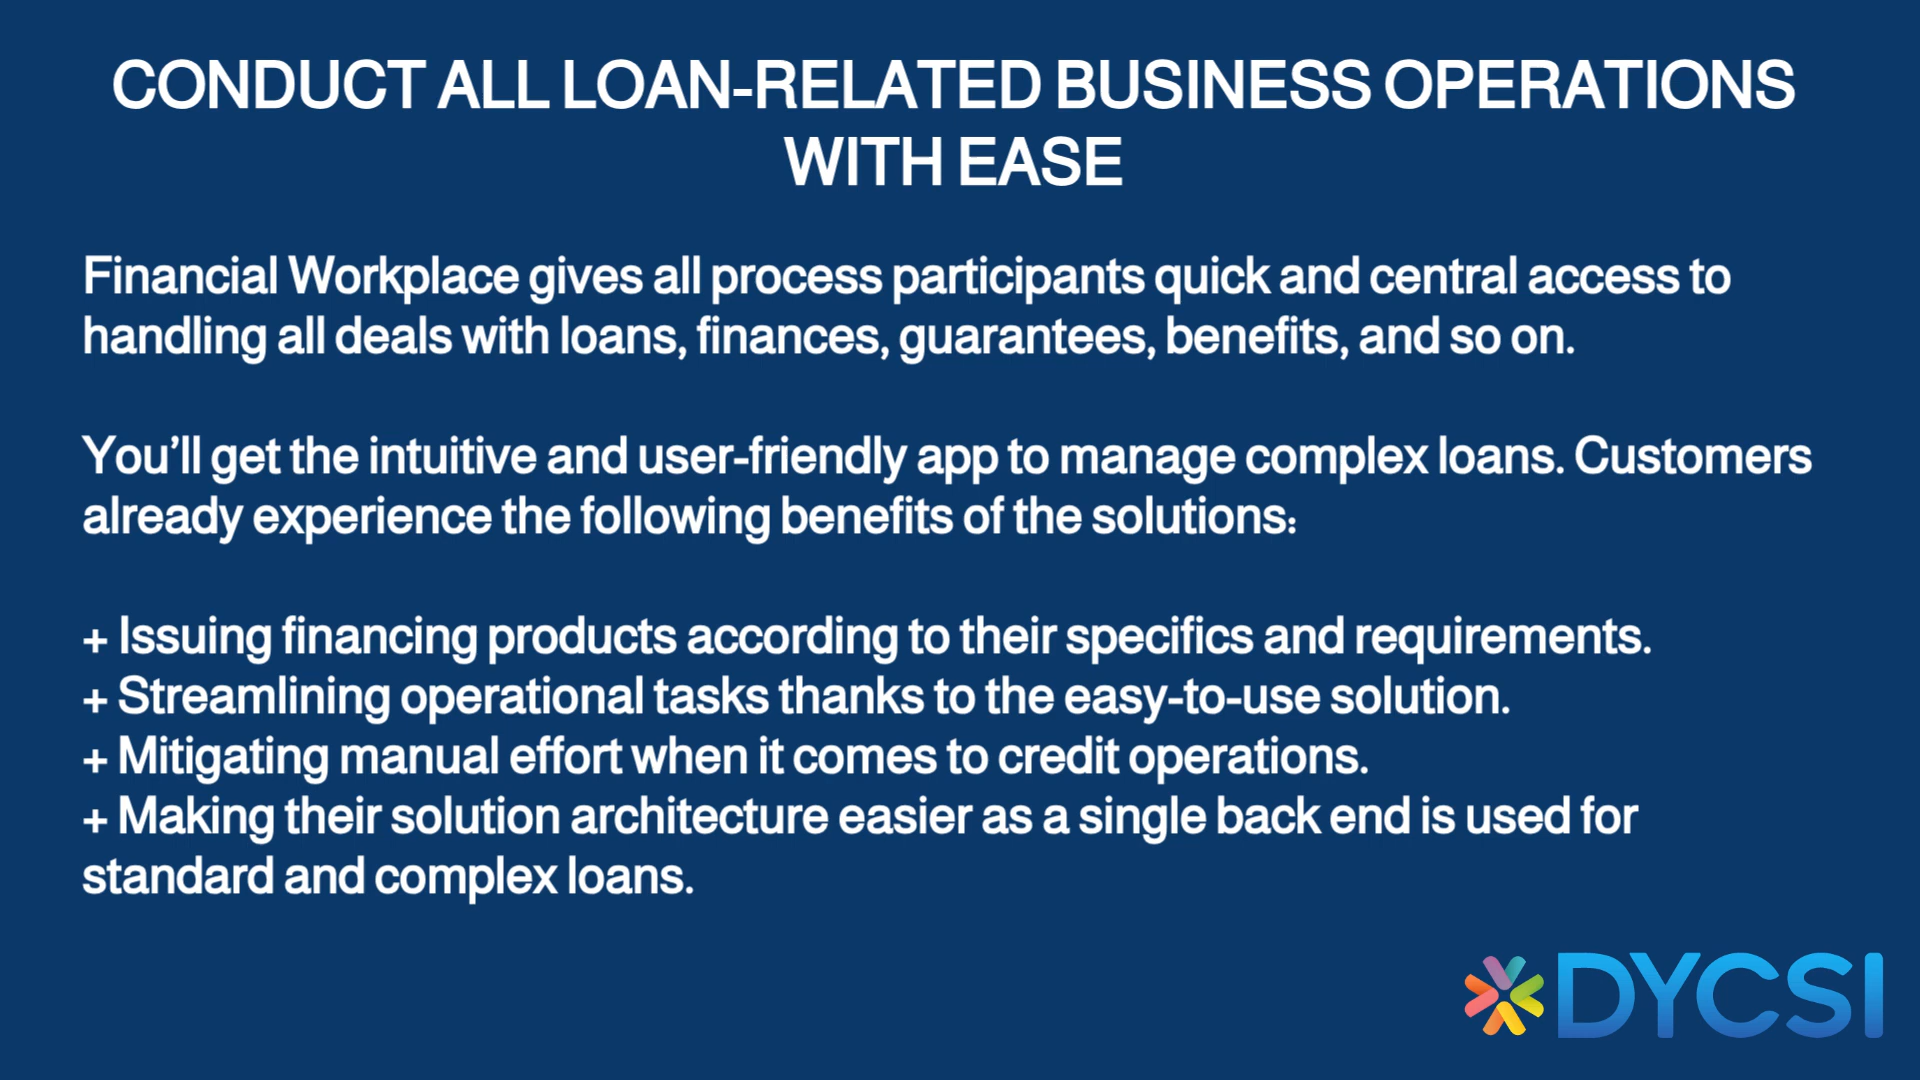 CONDUCT ALL LOAN-RELATED BUSINESS OPERATIONS
WITH EASE
Financial Workplace gives all process participants quick and central access to
handling all deals with loans, finances, guarantees, benefits, and so on.
You’ll get the intuitive and user-friendly app to manage complex loans. Customers
already experience the following benefits of the solutions:
+ Issuing financing products according to their specifics and requirements.
+ Streamlining operational tasks thanks to the easy-to-use solution.
+ Mitigating manual effort when it comes to credit operations.
+ Making their solution architecture easier as a single back end is used for
standard and complex loans.
DYCSI